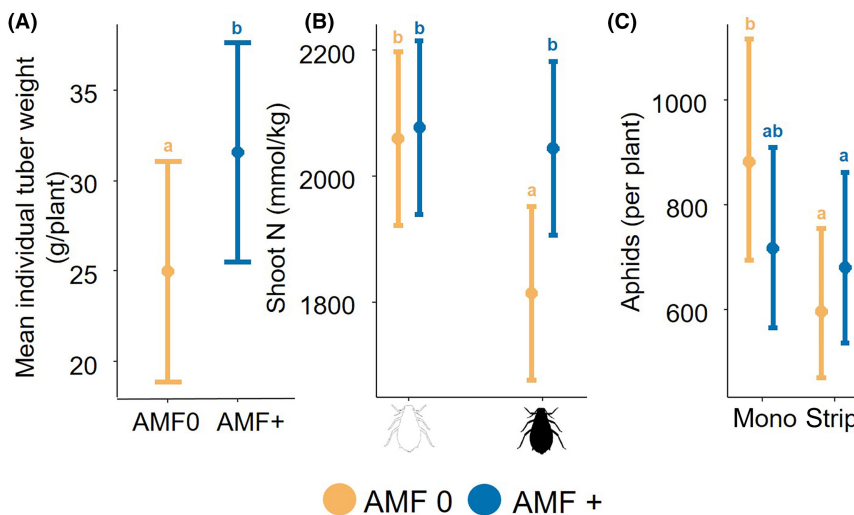 (A)
Mean individual tuber weight
(g/plant)
35
30
25
20
a
b
AMF0 AMF+
(B)
Shoot N (mmol/kg)
2200
2000
1800
b b
a
b
(C)
Aphids (per plant)
1000
800
600
b
ab
a
a
Mono Strip
AMF 0 AMF +